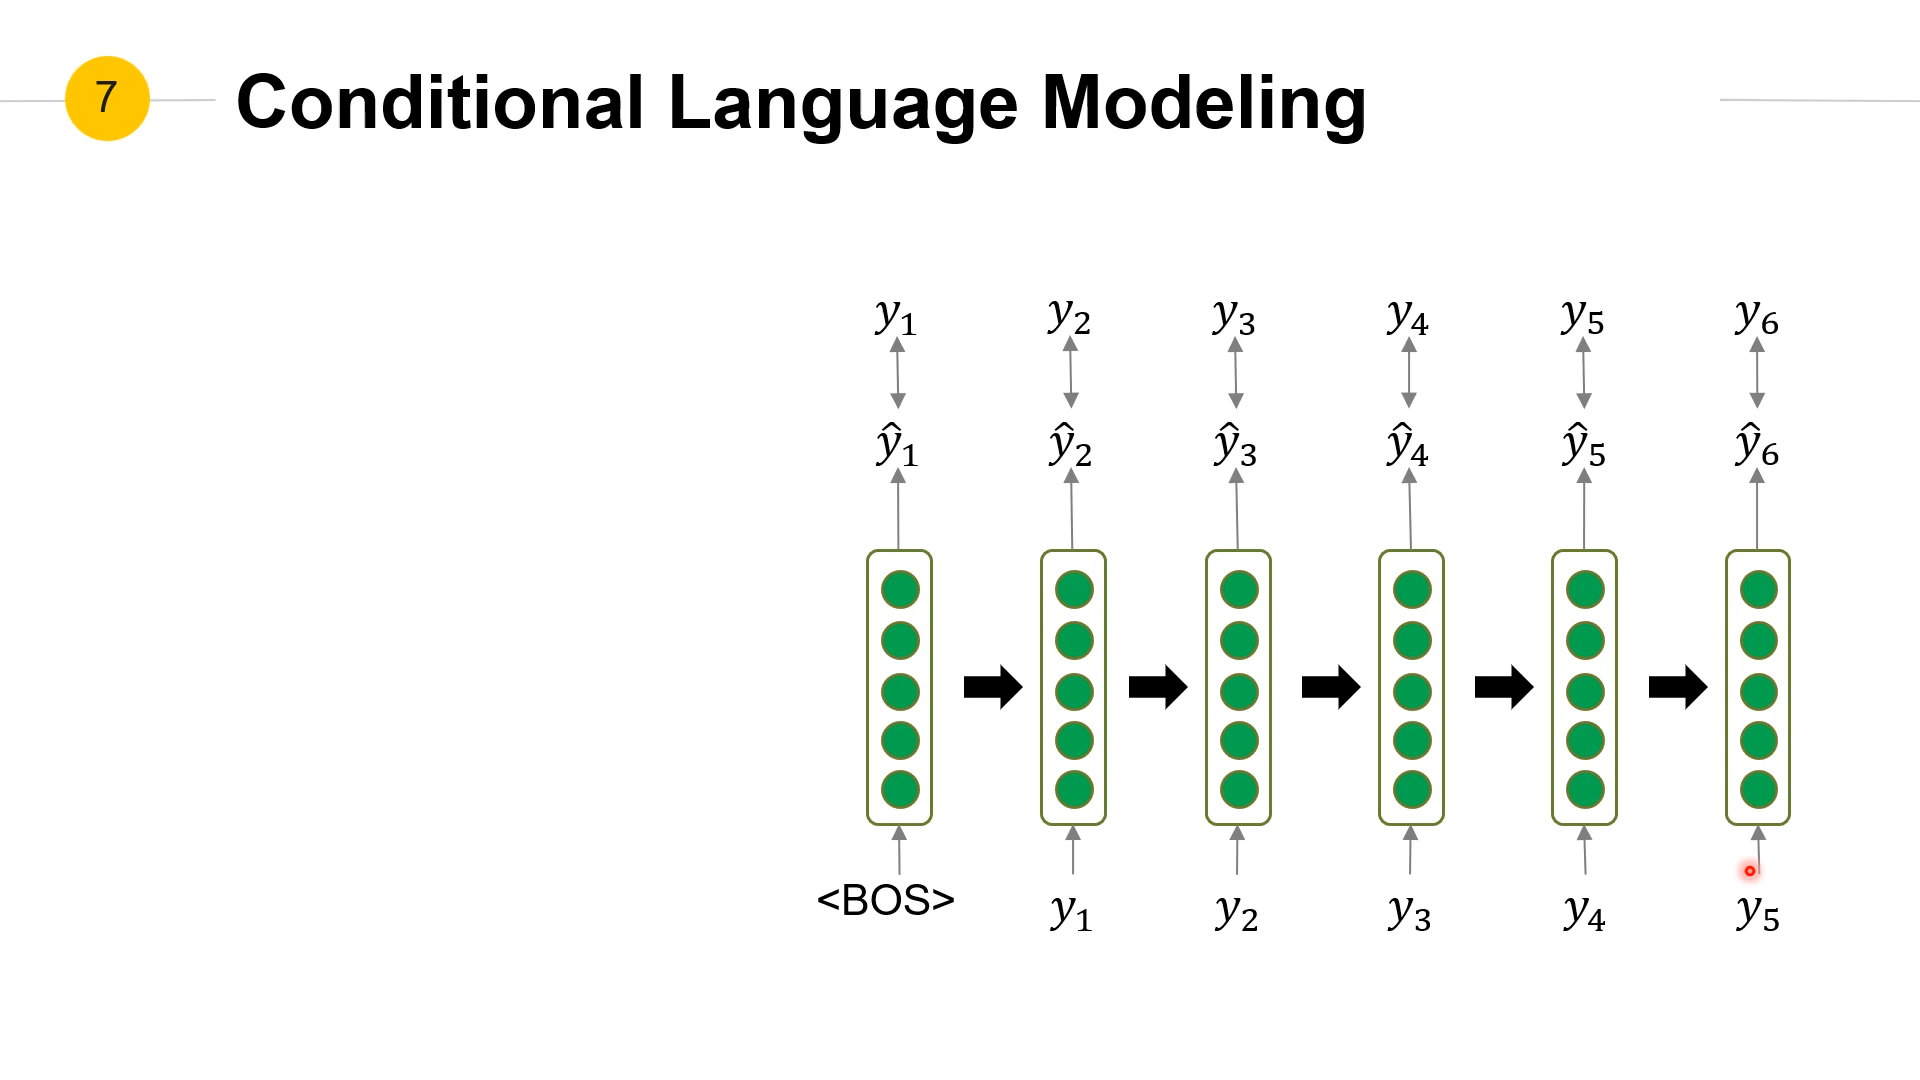 7
Conditional Language Modeling
y₁ y₂ y₃ y₄ y₅ y₆
ŷ₁ ŷ₂ ŷ₃ ŷ₄ ŷ₅ ŷ₆
<BOS> y₁ y₂ y₃ y₄ y₅